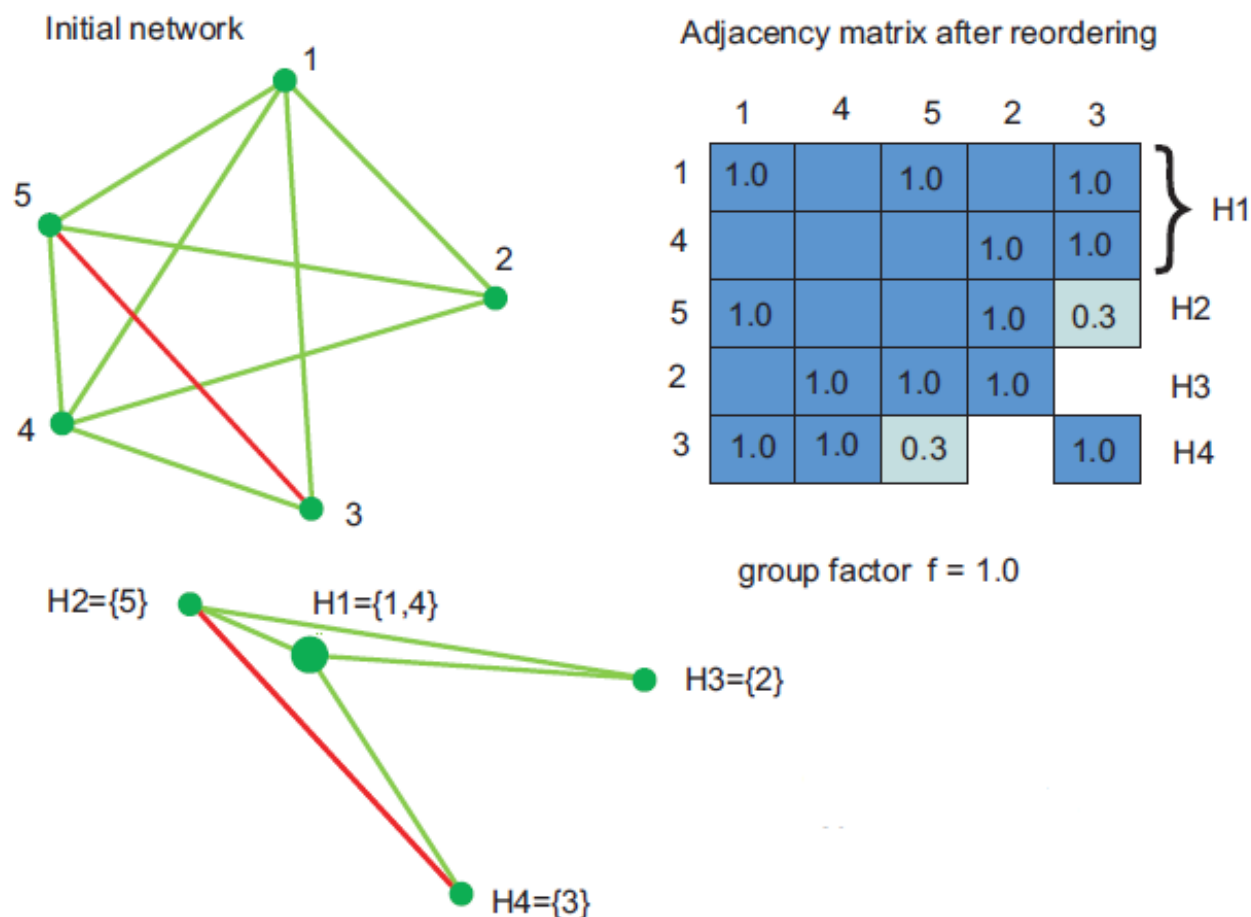 Initial network
1
5
2
4
3
Adjacency matrix after reordering
1 4 5 2 3
1 1.0 1.0 1.0 H1
4 1.0 1.0
5 1.0 1.0 0.3 H2
2 1.0 1.0 1.0 H3
3 1.0 1.0 0.3 1.0 H4
group factor f = 1.0
H2={5}
H1={1,4}
H3={2}
H4={3}